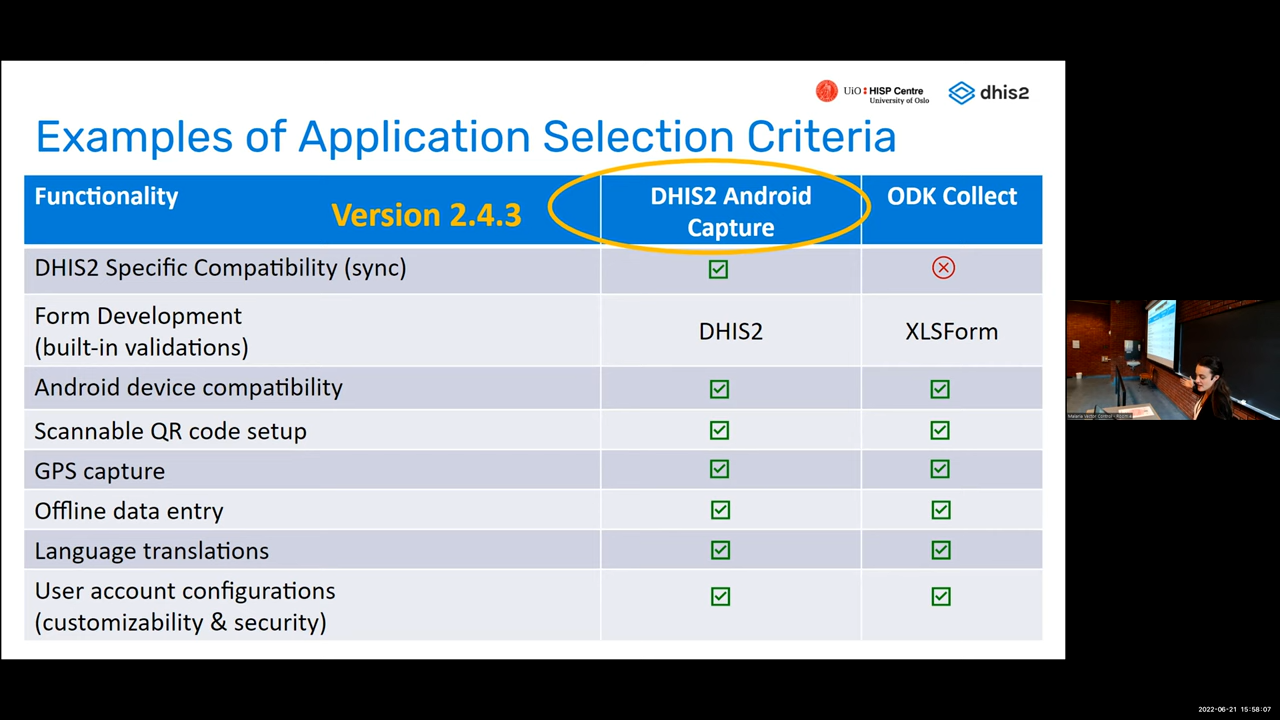 UiO HISP Centre
University of Oslo
dhis2
Examples of Application Selection Criteria
Functionality
Version 2.4.3
DHIS2 Android
Capture
ODK Collect
DHIS2 Specific Compatibility (sync)
Form Development
(built-in validations)
DHIS2
XLSForm
Android device compatibility
Scannable QR code setup
GPS capture
Offline data entry
Language translations
User account configurations
(customizability & security)
2022-06-21 15:58:07